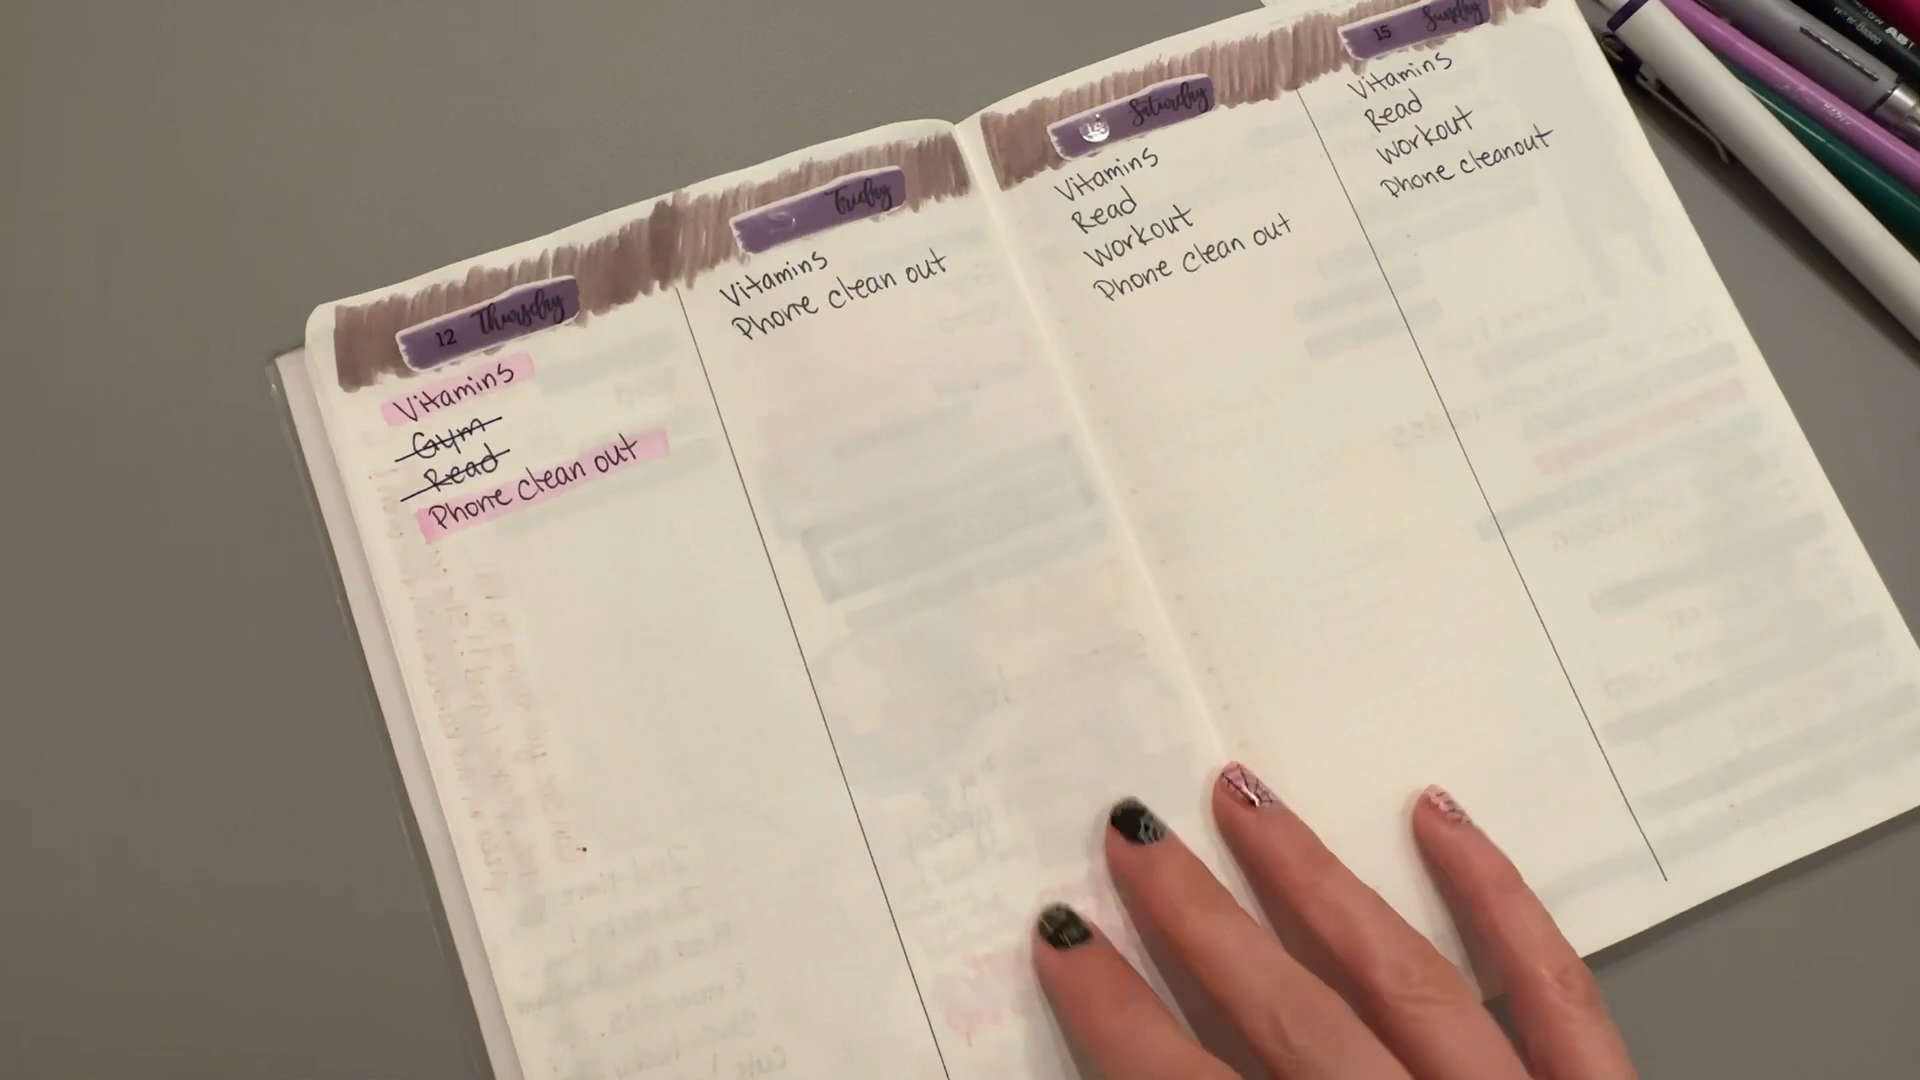 12 Thursday
Vitamins
Gym
Read
Phone clean out
Friday
Vitamins
Phone clean out
Saturday
Vitamins
Read
Workout
Phone clean out
15 Sunday
Vitamins
Read
Workout
Phone cleanout